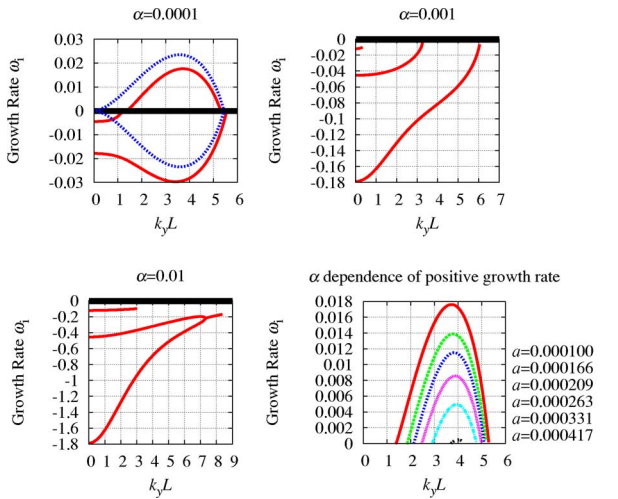 α=0.0001
0.03
0.02
0.01
0
-0.01
-0.02
-0.03
Growth Rate ωi
0 1 2 3 4 5 6
kyL
α=0.001
0
-0.02
-0.04
-0.06
-0.08
-0.1
-0.12
-0.14
-0.16
-0.18
Growth Rate ωi
0 1 2 3 4 5 6 7
kyL
α=0.01
0
-0.2
-0.4
-0.6
-0.8
-1
-1.2
-1.4
-1.6
-1.8
Growth Rate ωi
0 1 2 3 4 5 6 7 8 9
kyL
α dependence of positive growth rate
0.018
0.016
0.014
0.012
0.01
0.008
0.006
0.004
0.002
0
Growth Rate ωi
0 1 2 3 4 5 6
kyL
a=0.000100
a=0.000166
a=0.000209
a=0.000263
a=0.000331
a=0.000417